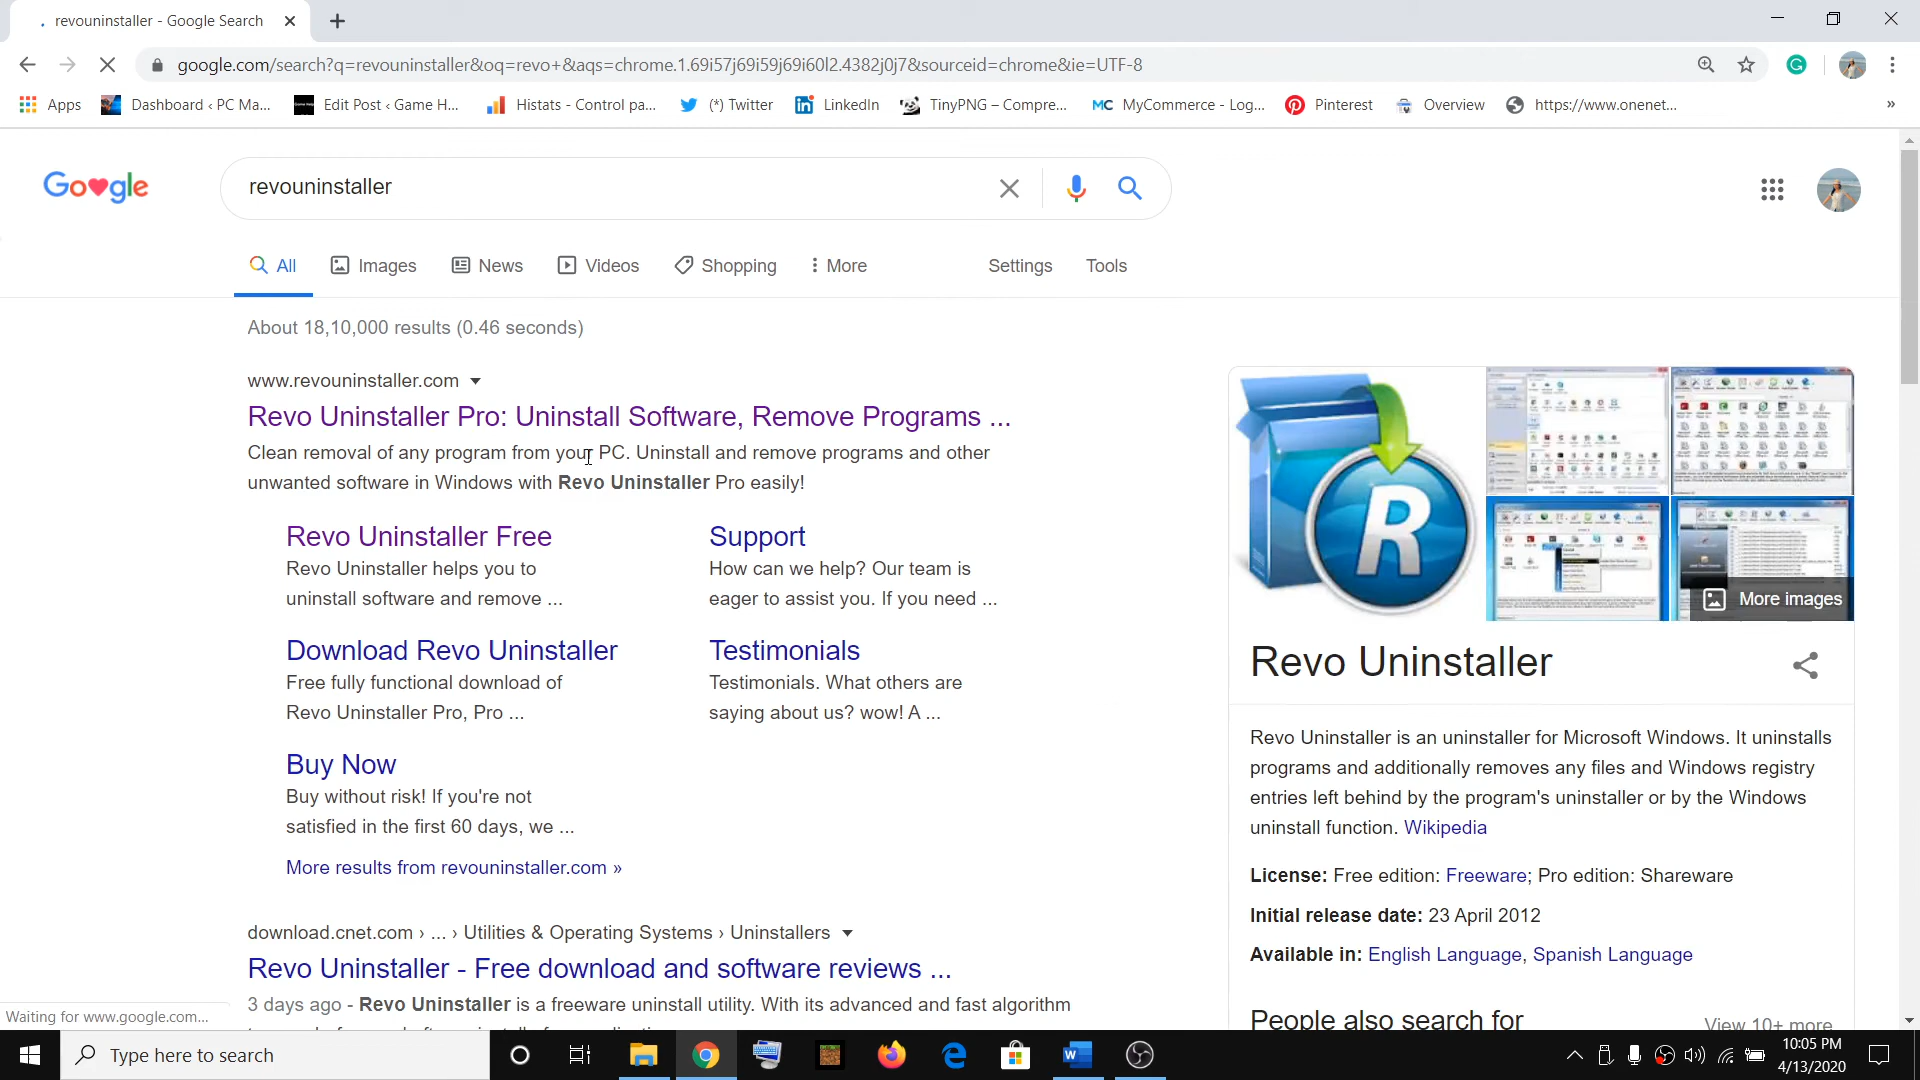 revouninstaller - Google Search
google.com/search?q=revouninstaller&oq=revo+&aqs=chrome.1.69i57j69i59j69i60l2.4382j0j7&sourceid=chrome&ie=UTF-8
Apps Dashboard ‹ PC Ma... Edit Post ‹ Game H... Histats - Control pa... (*) Twitter LinkedIn TinyPNG – Compre... MyCommerce - Log... Pinterest Overview https://www.onenet... »
Google
revouninstaller
All Images News Videos Shopping More Settings Tools
About 18,10,000 results (0.46 seconds)
www.revouninstaller.com
Revo Uninstaller Pro: Uninstall Software, Remove Programs ...
Clean removal of any program from your PC. Uninstall and remove programs and other
unwanted software in Windows with Revo Uninstaller Pro easily!
Revo Uninstaller Free
Revo Uninstaller helps you to
uninstall software and remove ...
Support
How can we help? Our team is
eager to assist you. If you need ...
Download Revo Uninstaller
Free fully functional download of
Revo Uninstaller Pro, Pro ...
Testimonials
Testimonials. What others are
saying about us? wow! A ...
Buy Now
Buy without risk! If you're not
satisfied in the first 60 days, we ...
More results from revouninstaller.com »
download.cnet.com › ... › Utilities & Operating Systems › Uninstallers
Revo Uninstaller - Free download and software reviews ...
3 days ago - Revo Uninstaller is a freeware uninstall utility. With its advanced and fast algorithm
R
More images
Revo Uninstaller
Revo Uninstaller is an uninstaller for Microsoft Windows. It uninstalls
programs and additionally removes any files and Windows registry
entries left behind by the program's uninstaller or by the Windows
uninstall function. Wikipedia
License: Free edition: Freeware; Pro edition: Shareware
Initial release date: 23 April 2012
Available in: English Language, Spanish Language
People also search for
View 10+ more
Waiting for www.google.com...
Type here to search
10:05 PM
4/13/2020